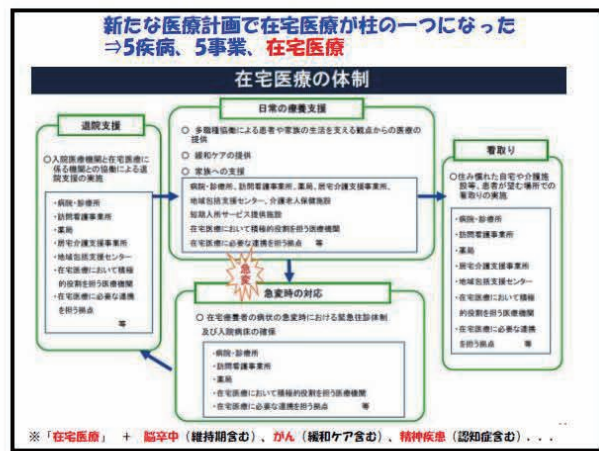 新たな医療計画で在宅医療が柱の一つになった
⇒5疾病、5事業、在宅医療
在宅医療の体制
退院支援
○入院医療機関と在宅医療に
係る機関との協働による退
院支援の実施
・病院・診療所
・訪問看護事業所
・薬局
・居宅介護支援事業所
・地域包括支援センター
・在宅医療において積極
的役割を担う医療機関
・在宅医療に必要な連携
を担う拠点
等
日常の療養支援
○ 多職種協働による患者や家族の生活を支える観点からの医療の
提供
○ 緩和ケアの提供
○ 家族への支援
病院・診療所、訪問看護事業所、薬局、居宅介護支援事業所、
地域包括支援センター、介護老人保健施設
短期入所サービス提供施設
在宅医療において積極的役割を担う医療機関
在宅医療に必要な連携を担う拠点 等
急変
急変時の対応
○ 在宅療養者の病状の急変時における緊急往診体制
及び入院病床の確保
・病院・診療所
・訪問看護事業所
・薬局
・在宅医療において積極的役割を担う医療機関
・在宅医療に必要な連携を担う拠点 等
看取り
○住み慣れた自宅や介護施
設等、患者が望む場所で
の看取りの実施
・病院・診療所
・訪問看護事業所
・薬局
・居宅介護支援事業所
・地域包括支援センター
・在宅医療において積極
的役割を担う医療機関
・在宅医療に必要な連携
を担う拠点 等
※「在宅医療」 + 脳卒中（維持期含む）、がん（緩和ケア含む）、精神疾患（認知症含む）．．．